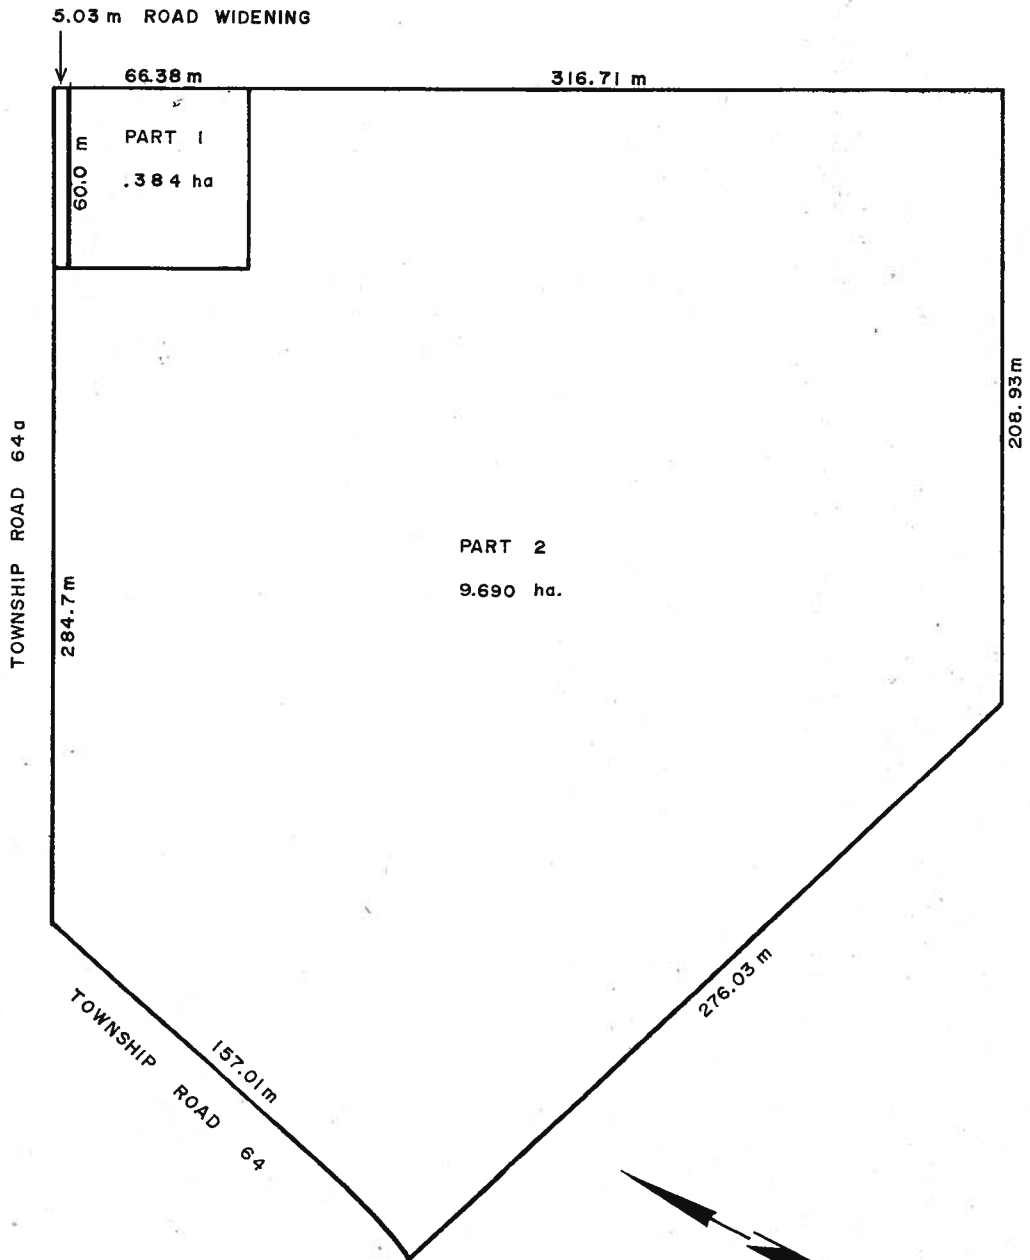 5.03 m ROAD WIDENING
66.38 m
316.71 m
PART 1
.384 ha
60.0 m
208.93 m
TOWNSHIP ROAD 64a
284.7 m
PART 2
9.690 ha.
276.03 m
157.01 m
TOWNSHIP ROAD 64